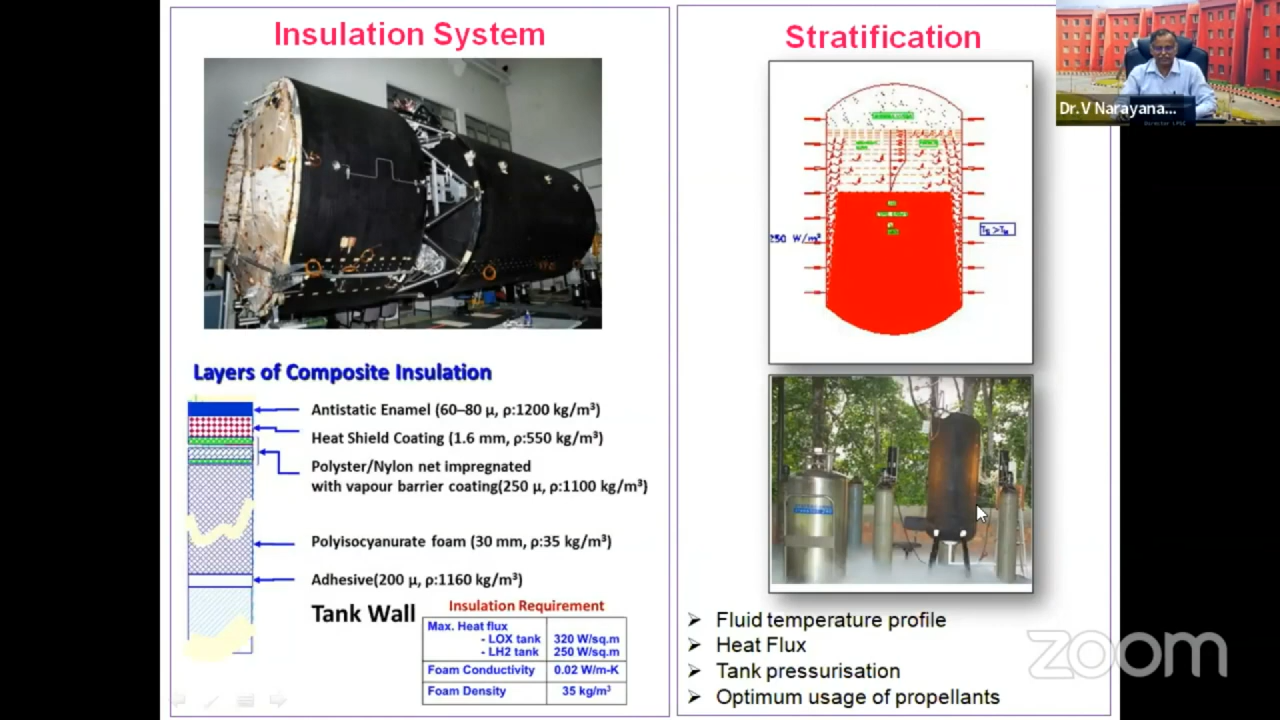 Insulation System
Layers of Composite Insulation
Antistatic Enamel (60–80 µ, ρ:1200 kg/m³)
Heat Shield Coating (1.6 mm, ρ:550 kg/m³)
Polyster/Nylon net impregnated
with vapour barrier coating(250 µ, ρ:1100 kg/m³)
Polyisocyanurate foam (30 mm, ρ:35 kg/m³)
Adhesive(200 µ, ρ:1160 kg/m³)
Tank Wall
Insulation Requirement
Max. Heat flux
- LOX tank 320 W/sq.m
- LH2 tank 250 W/sq.m
Foam Conductivity 0.02 W/m-K
Foam Density 35 kg/m³
Stratification
250 W/m²
➢ Fluid temperature profile
➢ Heat Flux
➢ Tank pressurisation
➢ Optimum usage of propellants
Dr.V Narayana...
zoom